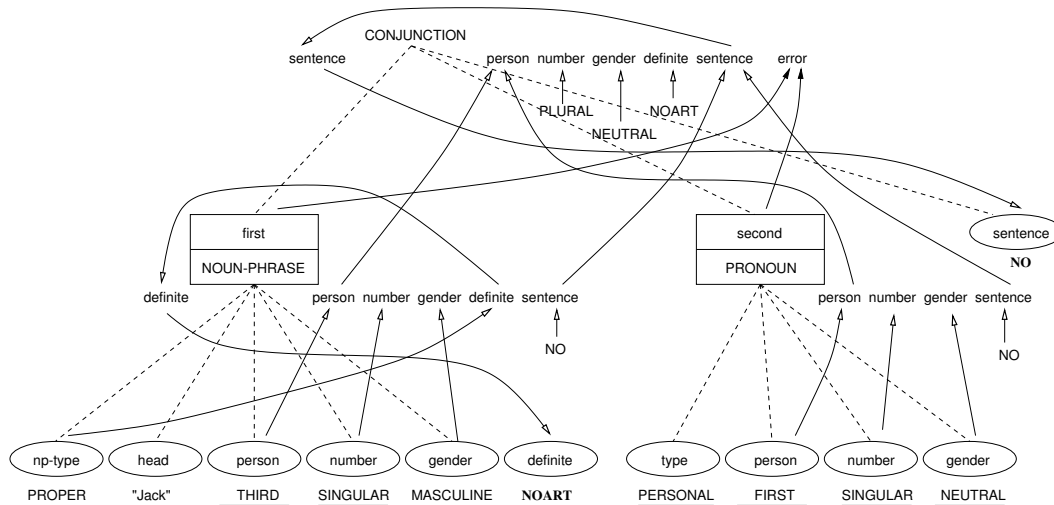 CONJUNCTION
sentence person number gender definite sentence error
PLURAL NOART
NEUTRAL
first second sentence
NO
NOUN-PHRASE PRONOUN
definite person number gender definite sentence person number gender sentence
NO NO
np-type head person number gender definite type person number gender
PROPER "Jack" THIRD SINGULAR MASCULINE NOART PERSONAL FIRST SINGULAR NEUTRAL